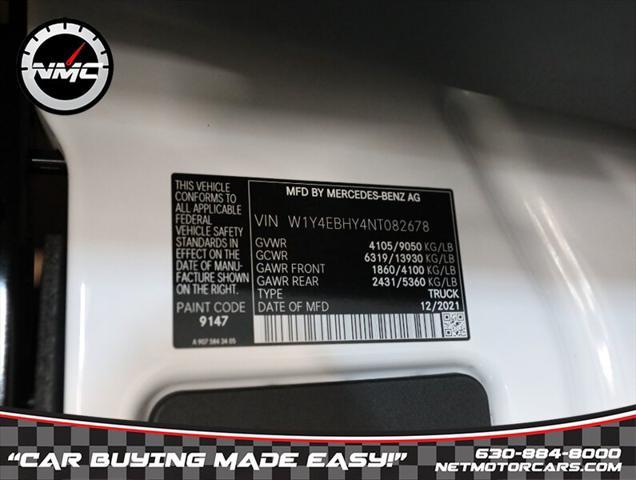 NMC
THIS VEHICLE
CONFORMS TO
ALL APPLICABLE
FEDERAL
VEHICLE SAFETY
STANDARDS IN
EFFECT ON THE
DATE OF MANU-
FACTURE SHOWN
ON THE RIGHT.
PAINT CODE
9147
A 907 584 34 05
MFD BY MERCEDES-BENZ AG
VIN W1Y4EBHY4NT082678
GVWR 4105/9050 KG/LB
GCWR 6319/13930 KG/LB
GAWR FRONT 1860/4100 KG/LB
GAWR REAR 2431/5360 KG/LB
TYPE TRUCK
DATE OF MFD 12/2021
"CAR BUYING MADE EASY!"
630-884-8000
NETMOTORCARS.COM